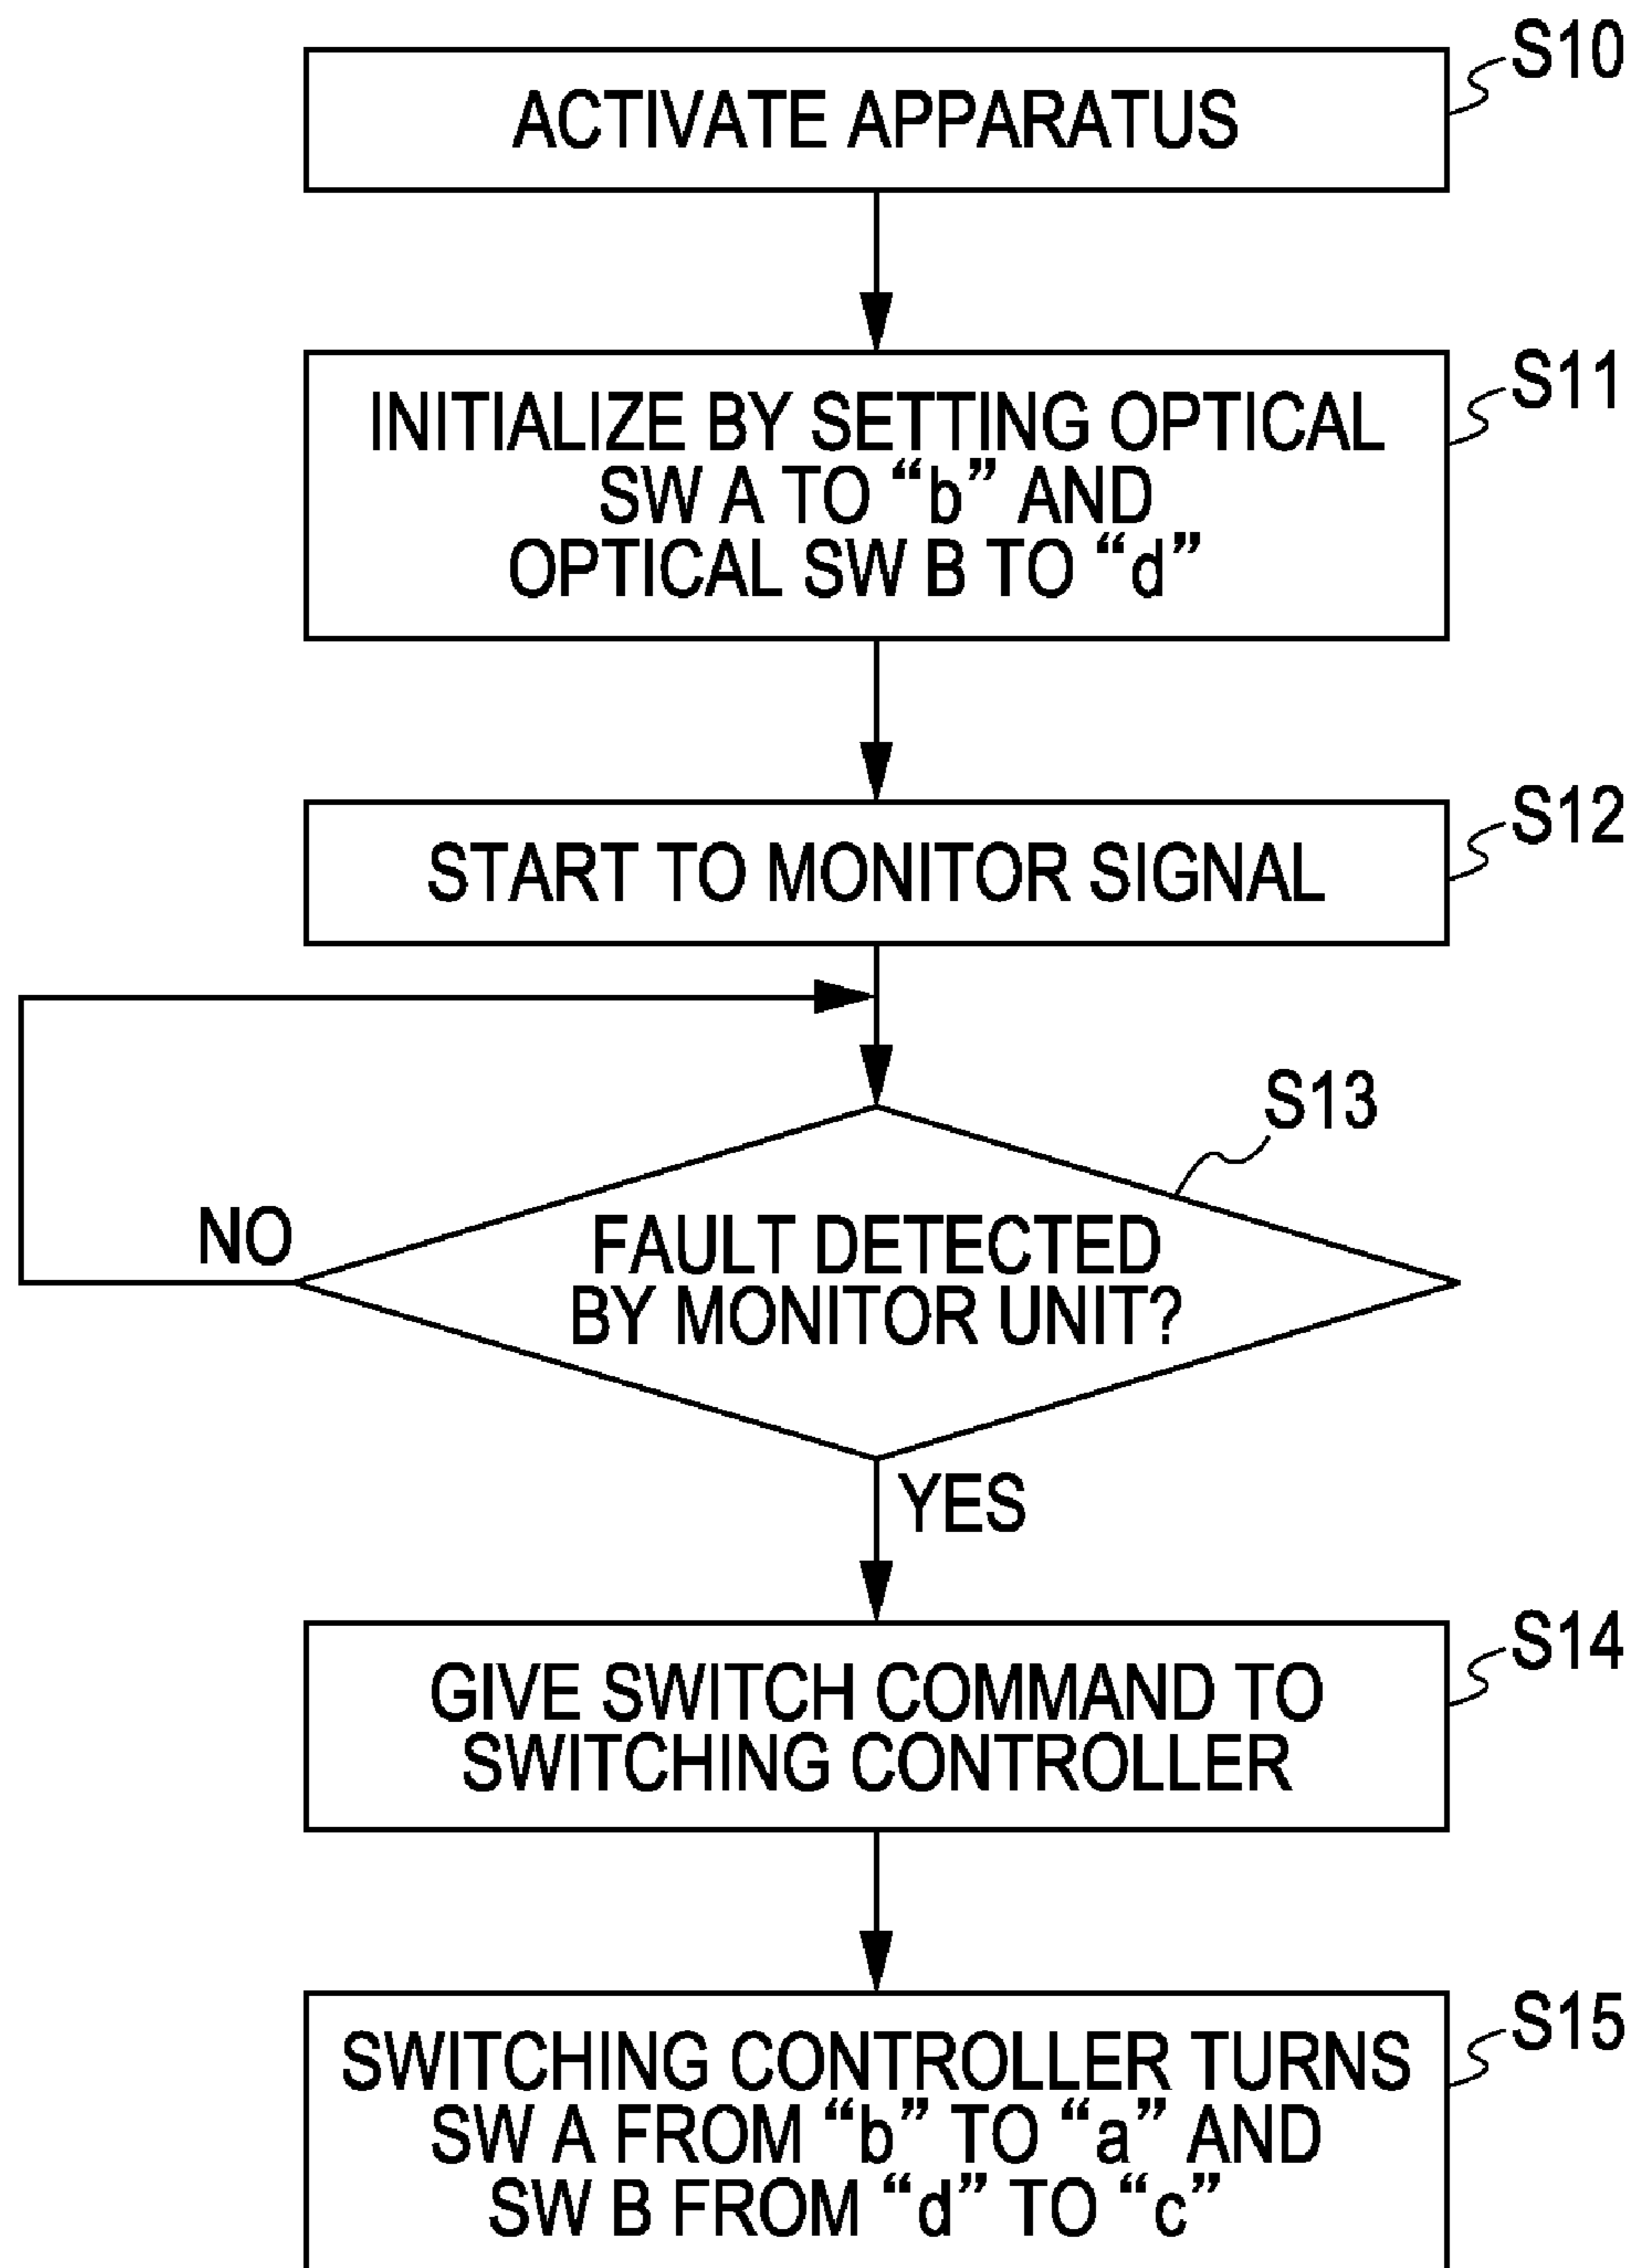 S10
ACTIVATE APPARATUS
S11
INITIALIZE BY SETTING OPTICAL
SW A TO “b” AND
OPTICAL SW B TO “d”
S12
START TO MONITOR SIGNAL
S13
NO
FAULT DETECTED
BY MONITOR UNIT?
YES
S14
GIVE SWITCH COMMAND TO
SWITCHING CONTROLLER
S15
SWITCHING CONTROLLER TURNS
SW A FROM “b” TO “a” AND
SW B FROM “d” TO “c”